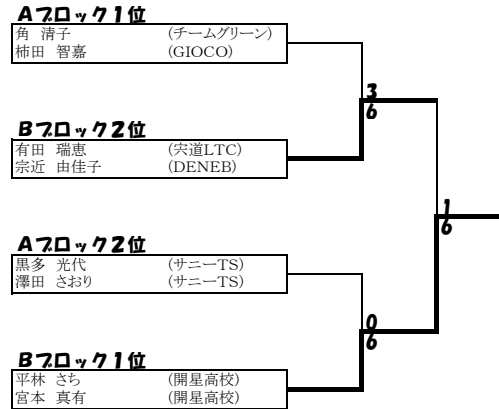 Aブロック1位
角 清子 (チームグリーン)
柿田 智嘉 (GIOCO)
3
6
Bブロック2位
有田 瑞恵 (宍道LTC)
宗近 由佳子 (DENEB)
1
6
Aブロック2位
黒多 光代 (サニーTS)
澤田 さおり (サニーTS)
0
6
Bブロック1位
平林 さち (開星高校)
宮本 真有 (開星高校)